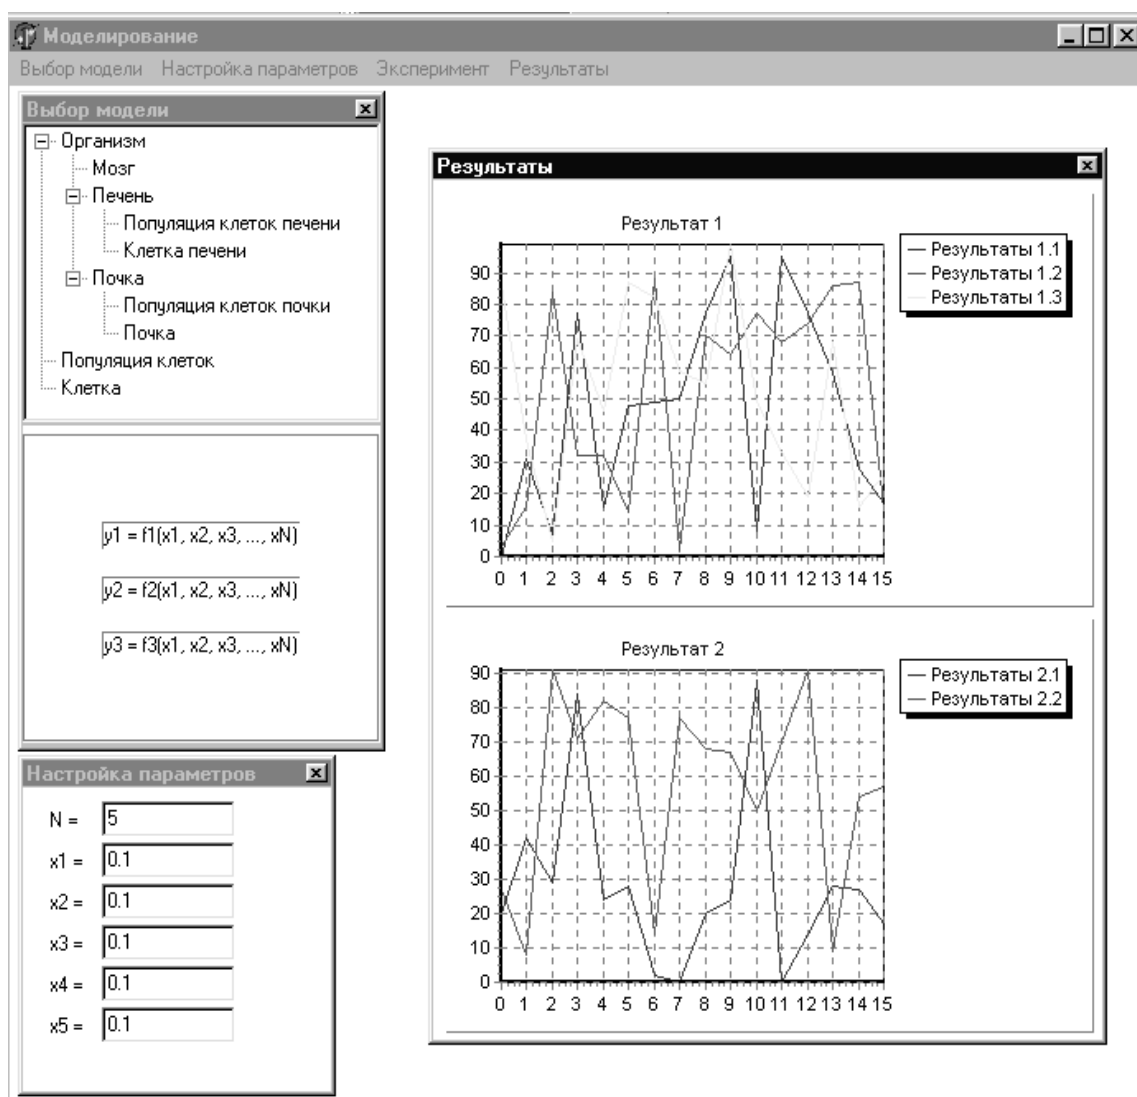 Моделирование
Выбор модели Настройка параметров Эксперимент Результаты
Выбор модели
Организм
Мозг
Печень
Популяция клеток печени
Клетка печени
Почка
Популяция клеток почки
Почка
Популяция клеток
Клетка
y1 = f1(x1, x2, x3, ..., xN)
y2 = f2(x1, x2, x3, ..., xN)
y3 = f3(x1, x2, x3, ..., xN)
Настройка параметров
N = 5
x1 = 0.1
x2 = 0.1
x3 = 0.1
x4 = 0.1
x5 = 0.1
Результаты
Результат 1
Результаты 1.1
Результаты 1.2
Результаты 1.3
90
80
70
60
50
40
30
20
10
0
0 1 2 3 4 5 6 7 8 9 10 11 12 13 14 15
Результат 2
Результаты 2.1
Результаты 2.2
90
80
70
60
50
40
30
20
10
0
0 1 2 3 4 5 6 7 8 9 10 11 12 13 14 15